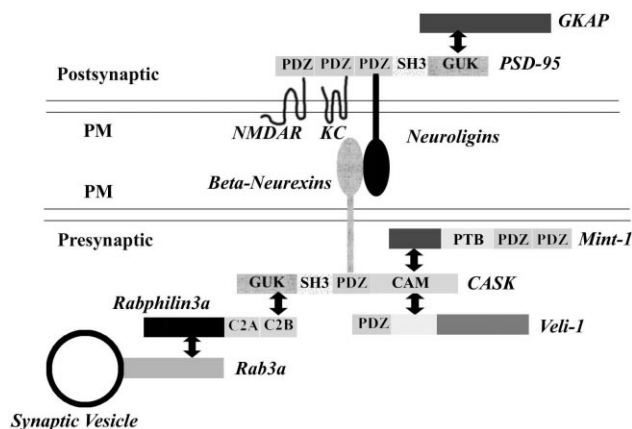 GKAP
PDZ PDZ PDZ SH3 GUK PSD-95
Postsynaptic
PM NMDAR KC Neuroligins
Beta-Neurexins
PM
Presynaptic
PTB PDZ PDZ Mint-1
GUK SH3 PDZ CAM CASK
Rabphilin3a
C2A C2B PDZ Veli-1
Rab3a
Synaptic Vesicle